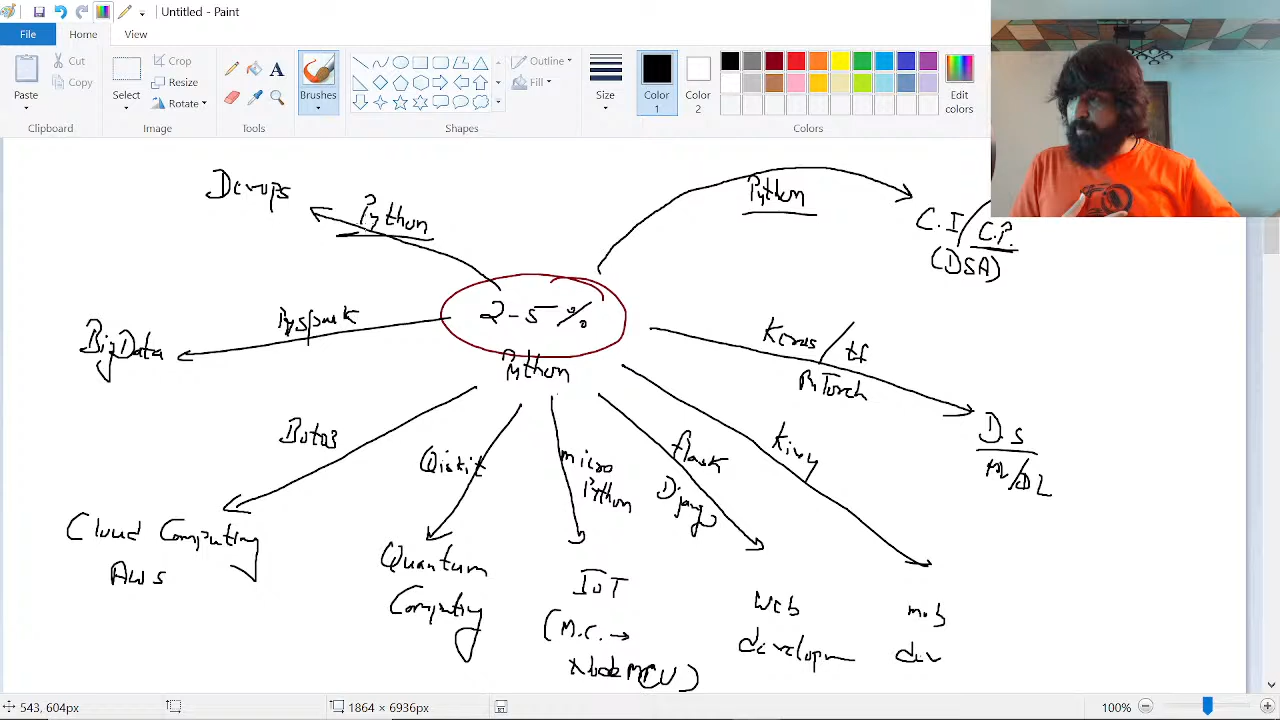 Untitled - Paint
File
Home
View
Paste
Cut
Copy
Clipboard
Select
Crop
Resize
Rotate
Image
A
Tools
Brushes
Shapes
Outline
Fill
Size
Color 1
Color 2
Colors
Edit colors
Devops
Python
Python
C.I / C.P.
(DSA)
2-5 %
Python
Pyspark
BigData
Keras / tf
PyTorch
D.S
ML/DL
Boto3
Cloud Computing
AWS
Qiskit
Quantum
Computing
micro
Python
IoT
(M.C. →
NodeMCU)
flask
Django
Web
developm
Kivy
mob
dev
543, 604px
1864 × 6936px
100%